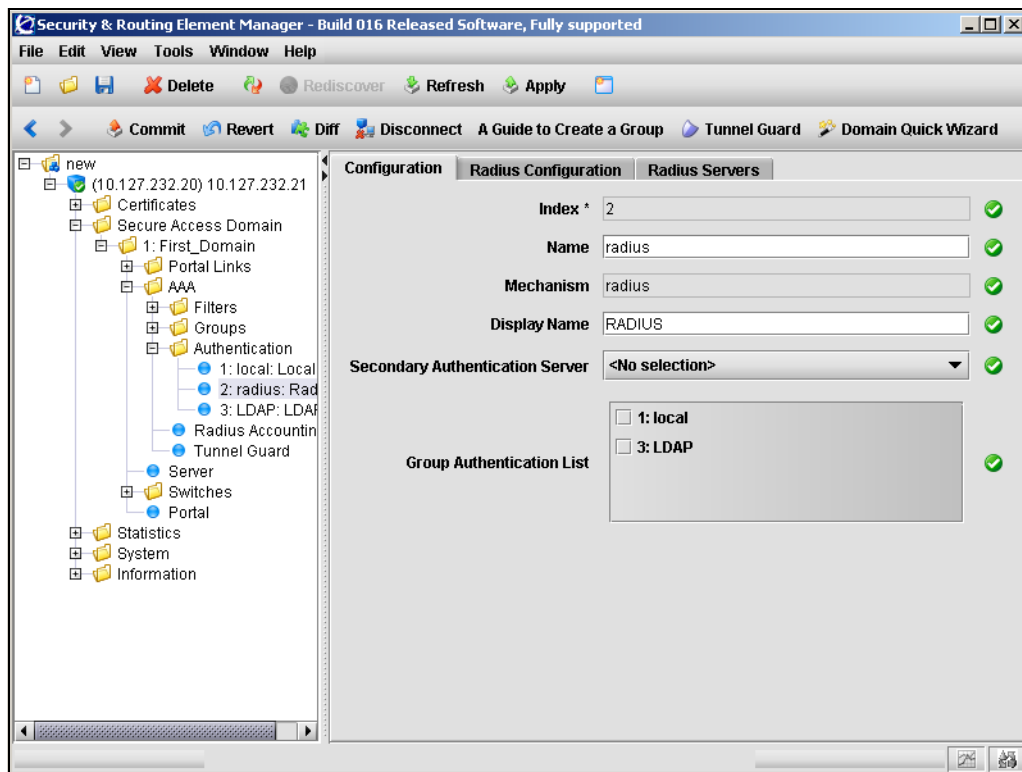 Security & Routing Element Manager - Build 016 Released Software, Fully supported
File Edit View Tools Window Help
Delete Rediscover Refresh Apply
Commit Revert Diff Disconnect A Guide to Create a Group Tunnel Guard Domain Quick Wizard
new
(10.127.232.20) 10.127.232.21
Certificates
Secure Access Domain
1: First_Domain
Portal Links
AAA
Filters
Groups
Authentication
1: local: Local
2: radius: Rad
3: LDAP: LDAP
Radius Accountin
Tunnel Guard
Server
Switches
Portal
Statistics
System
Information
Configuration Radius Configuration Radius Servers
Index * 2
Name radius
Mechanism radius
Display Name RADIUS
Secondary Authentication Server <No selection>
Group Authentication List
1: local
3: LDAP